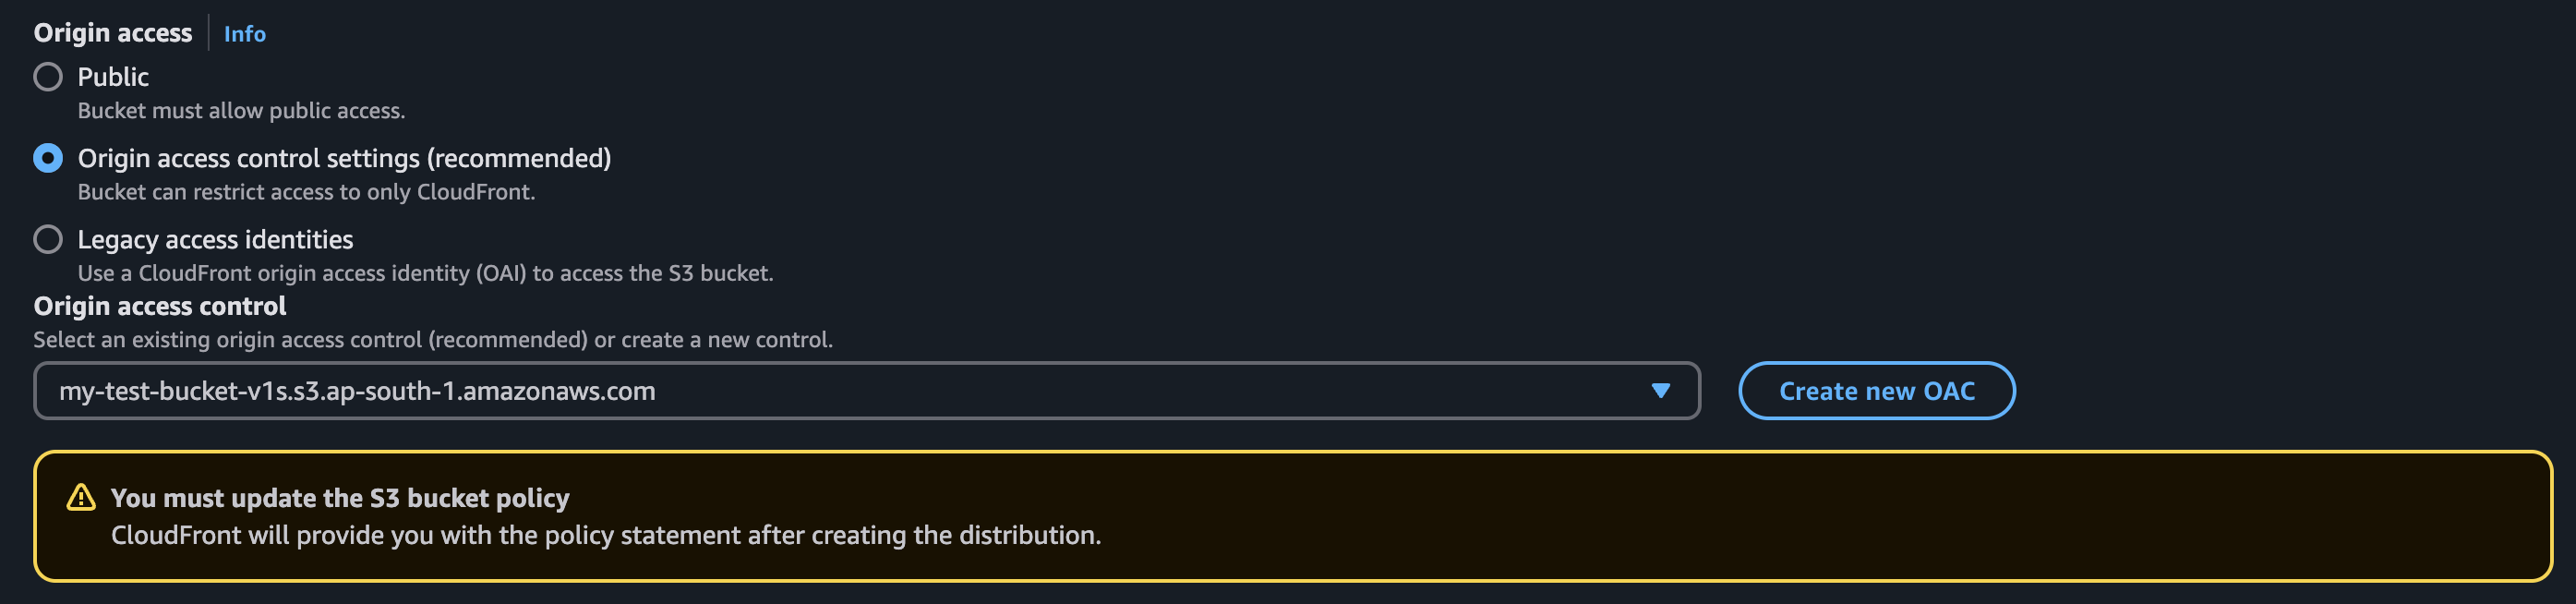 Origin access Info
Public
Bucket must allow public access.
Origin access control settings (recommended)
Bucket can restrict access to only CloudFront.
Legacy access identities
Use a CloudFront origin access identity (OAI) to access the S3 bucket.
Origin access control
Select an existing origin access control (recommended) or create a new control.
my-test-bucket-v1s.s3.ap-south-1.amazonaws.com Create new OAC
You must update the S3 bucket policy
CloudFront will provide you with the policy statement after creating the distribution.